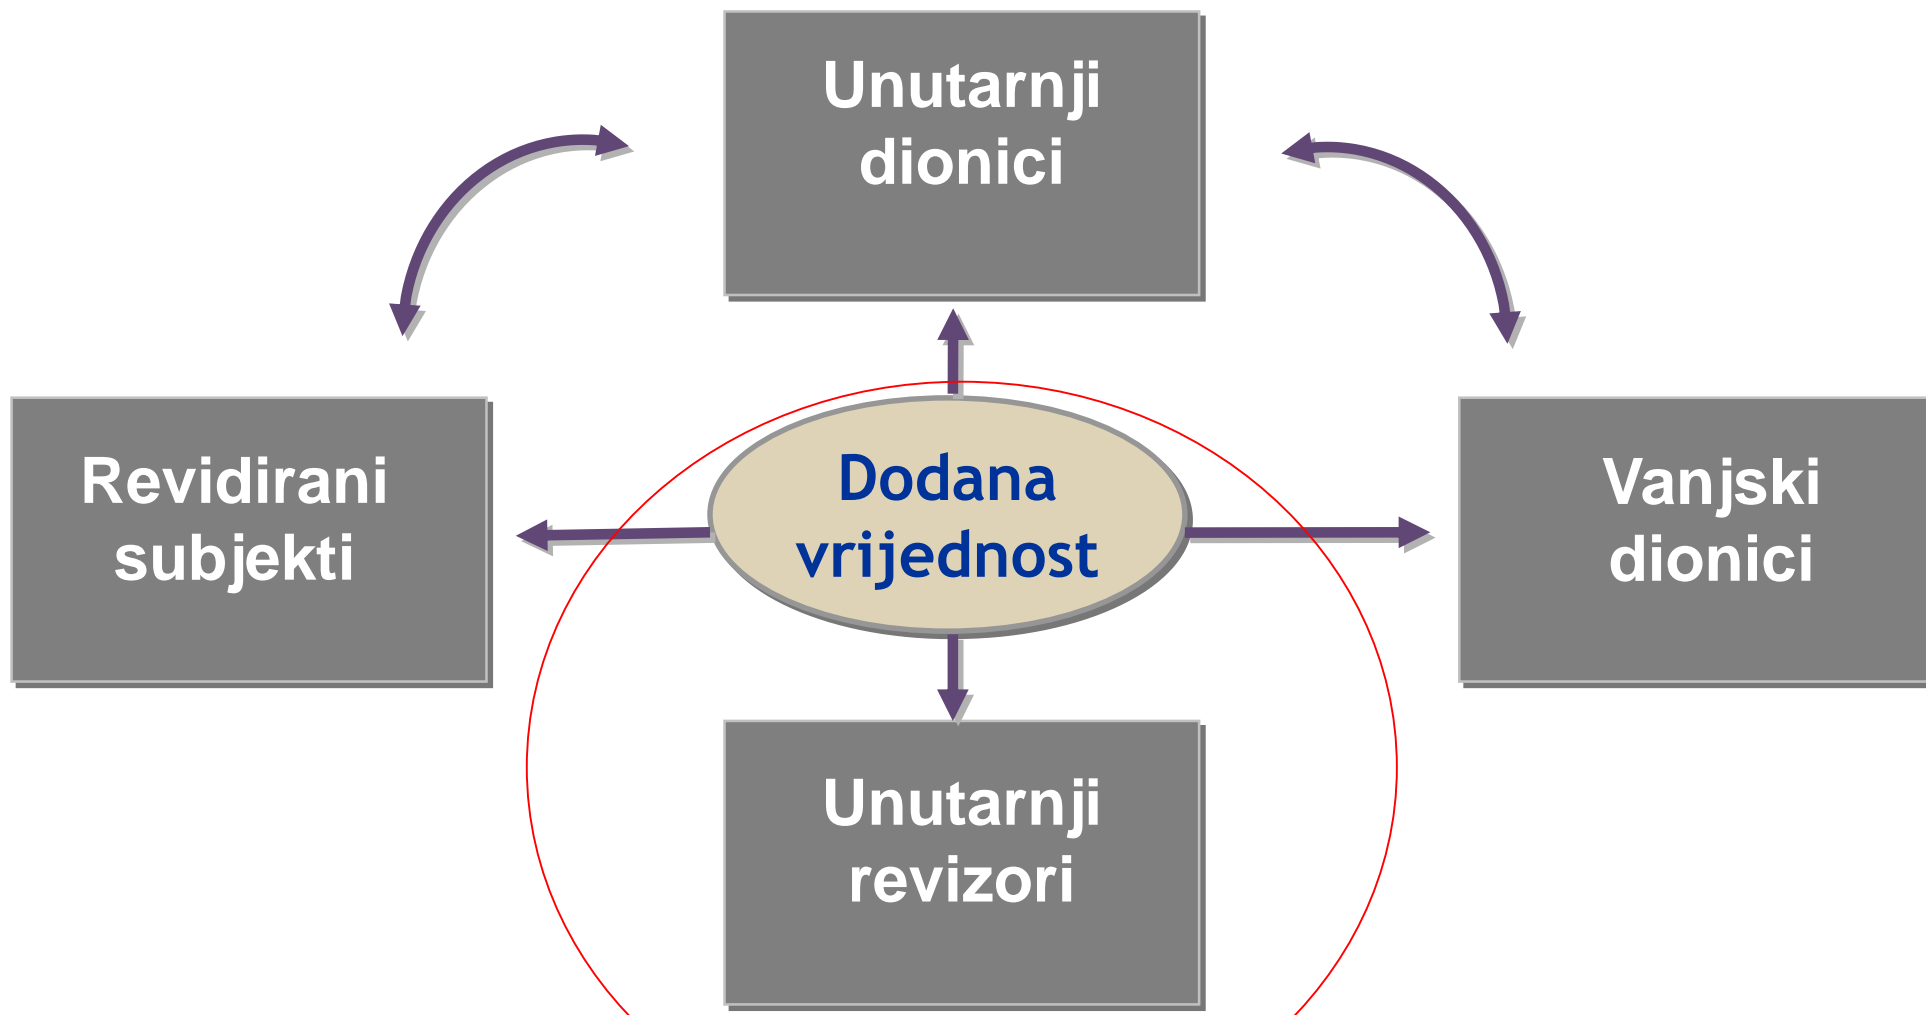 Unutarnji
dionici
Revidirani
subjekti
Dodana
vrijednost
Vanjski
dionici
Unutarnji
revizori